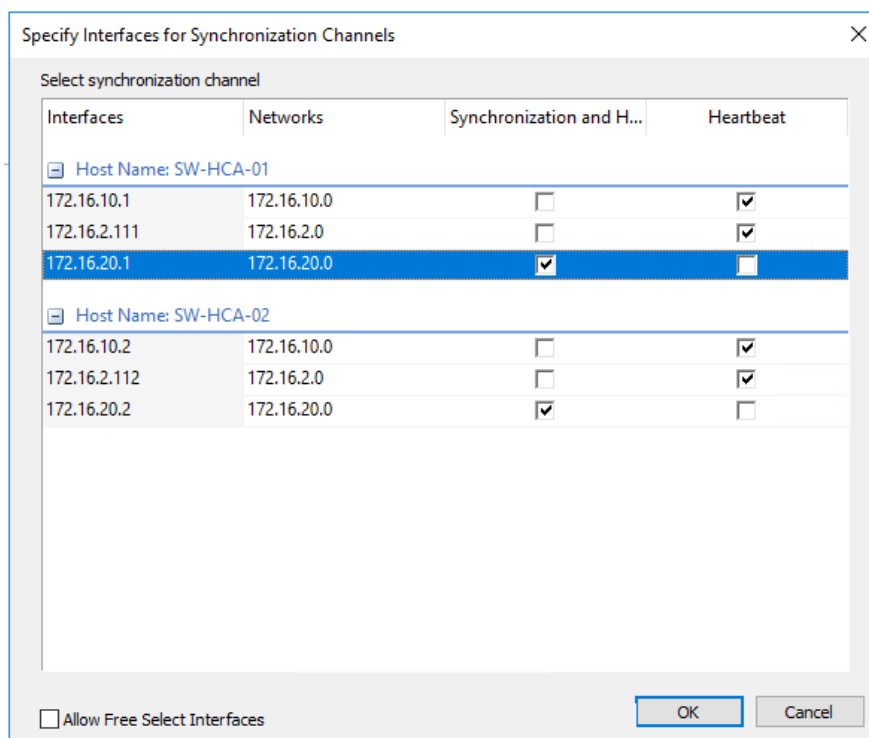 Specify Interfaces for Synchronization Channels
Select synchronization channel
Interfaces Networks Synchronization and H... Heartbeat
Host Name: SW-HCA-01
172.16.10.1 172.16.10.0
172.16.2.111 172.16.2.0
172.16.20.1 172.16.20.0
Host Name: SW-HCA-02
172.16.10.2 172.16.10.0
172.16.2.112 172.16.2.0
172.16.20.2 172.16.20.0
Allow Free Select Interfaces
OK Cancel